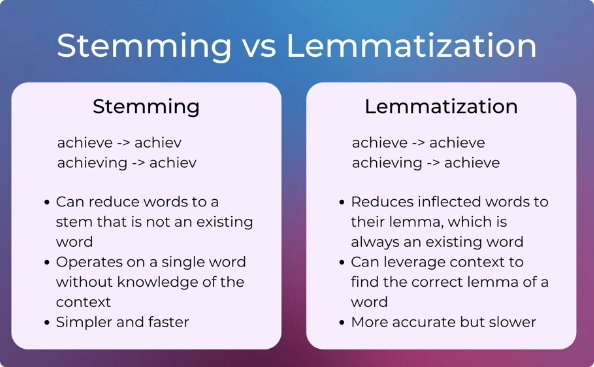 Stemming vs Lemmatization
Stemming
achieve -> achiev
achieving -> achiev
• Can reduce words to a
stem that is not an existing
word
• Operates on a single word
without knowledge of the
context
• Simpler and faster
Lemmatization
achieve -> achieve
achieving -> achieve
• Reduces inflected words to
their lemma, which is
always an existing word
• Can leverage context to
find the correct lemma of a
word
• More accurate but slower